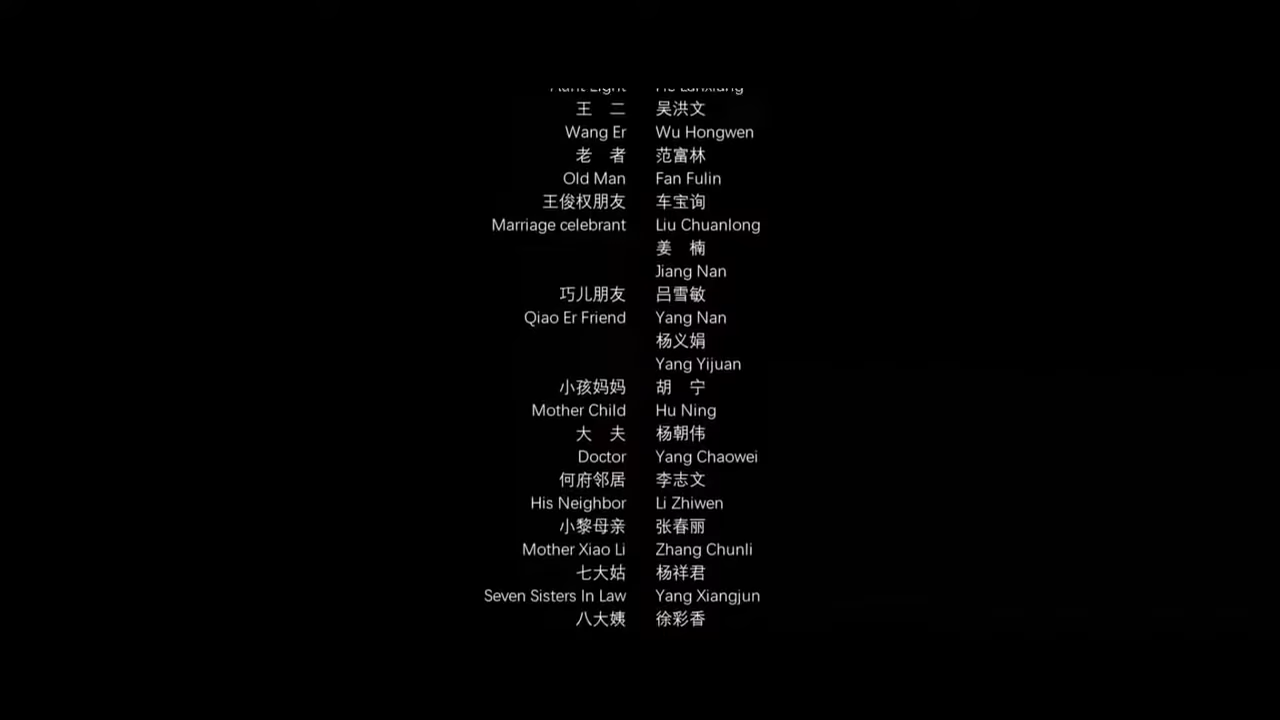 Aunt Eight He Lanxiang
王 二 吴洪文
Wang Er Wu Hongwen
老 者 范富林
Old Man Fan Fulin
王俊权朋友 车宝询
Marriage celebrant Liu Chuanlong
姜 楠
Jiang Nan
巧儿朋友 吕雪敏
Qiao Er Friend Yang Nan
杨义娟
Yang Yijuan
小孩妈妈 胡 宁
Mother Child Hu Ning
大 夫 杨朝伟
Doctor Yang Chaowei
何府邻居 李志文
His Neighbor Li Zhiwen
小黎母亲 张春丽
Mother Xiao Li Zhang Chunli
七大姑 杨祥君
Seven Sisters In Law Yang Xiangjun
八大姨 徐彩香